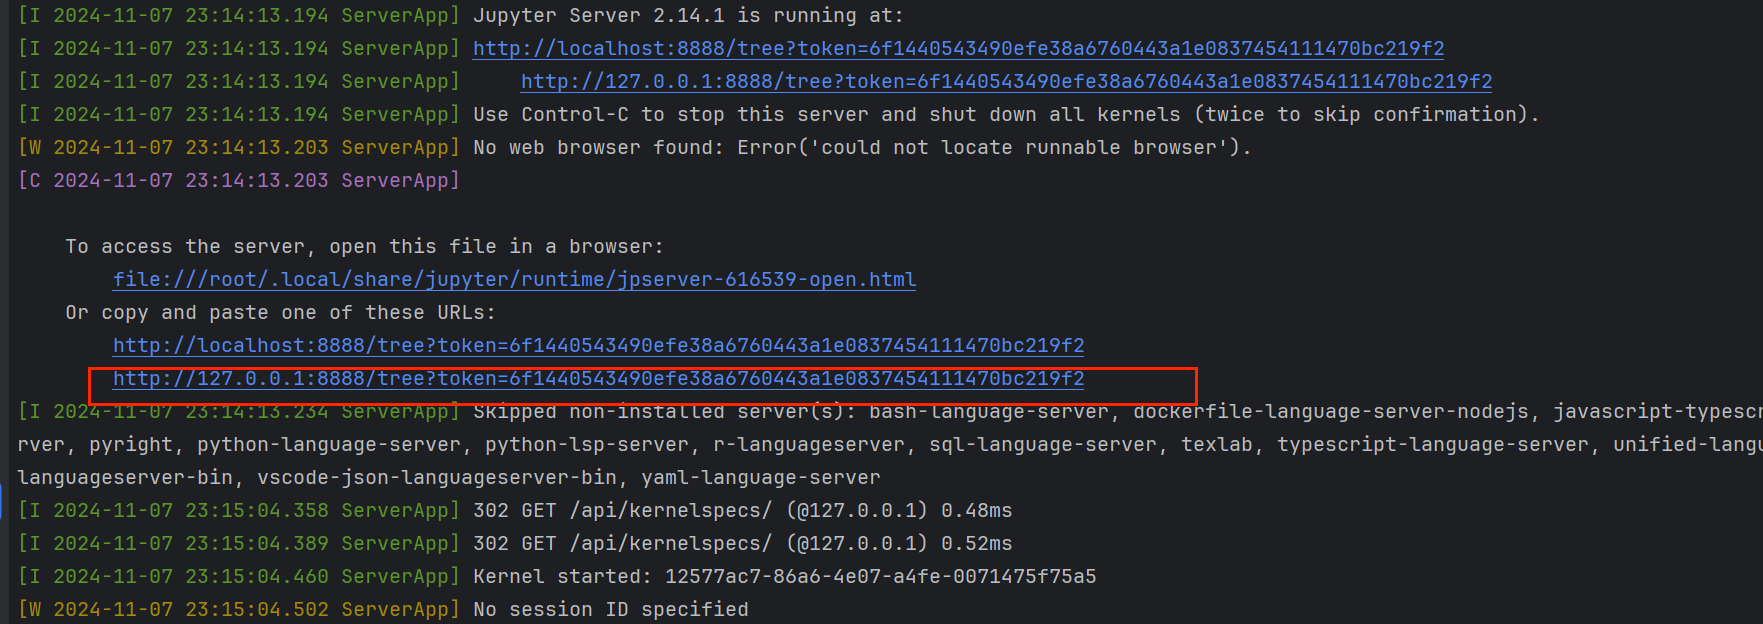 [I 2024-11-07 23:14:13.194 ServerApp] Jupyter Server 2.14.1 is running at:
[I 2024-11-07 23:14:13.194 ServerApp] http://localhost:8888/tree?token=6f1440543490efe38a6760443a1e0837454111470bc219f2
[I 2024-11-07 23:14:13.194 ServerApp]     http://127.0.0.1:8888/tree?token=6f1440543490efe38a6760443a1e0837454111470bc219f2
[I 2024-11-07 23:14:13.194 ServerApp] Use Control-C to stop this server and shut down all kernels (twice to skip confirmation).
[W 2024-11-07 23:14:13.203 ServerApp] No web browser found: Error('could not locate runnable browser').
[C 2024-11-07 23:14:13.203 ServerApp]
To access the server, open this file in a browser:
file:///root/.local/share/jupyter/runtime/jpserver-616539-open.html
Or copy and paste one of these URLs:
http://localhost:8888/tree?token=6f1440543490efe38a6760443a1e0837454111470bc219f2
http://127.0.0.1:8888/tree?token=6f1440543490efe38a6760443a1e0837454111470bc219f2
[I 2024-11-07 23:14:13.234 ServerApp] Skipped non-installed server(s): bash-language-server, dockerfile-language-server-nodejs, javascript-typescr
rver, pyright, python-language-server, python-lsp-server, r-languageserver, sql-language-server, texlab, typescript-language-server, unified-langu
languageserver-bin, vscode-json-languageserver-bin, yaml-language-server
[I 2024-11-07 23:15:04.358 ServerApp] 302 GET /api/kernelspecs/ (@127.0.0.1) 0.48ms
[I 2024-11-07 23:15:04.389 ServerApp] 302 GET /api/kernelspecs/ (@127.0.0.1) 0.52ms
[I 2024-11-07 23:15:04.460 ServerApp] Kernel started: 12577ac7-86a6-4e07-a4fe-0071475f75a5
[W 2024-11-07 23:15:04.502 ServerApp] No session ID specified